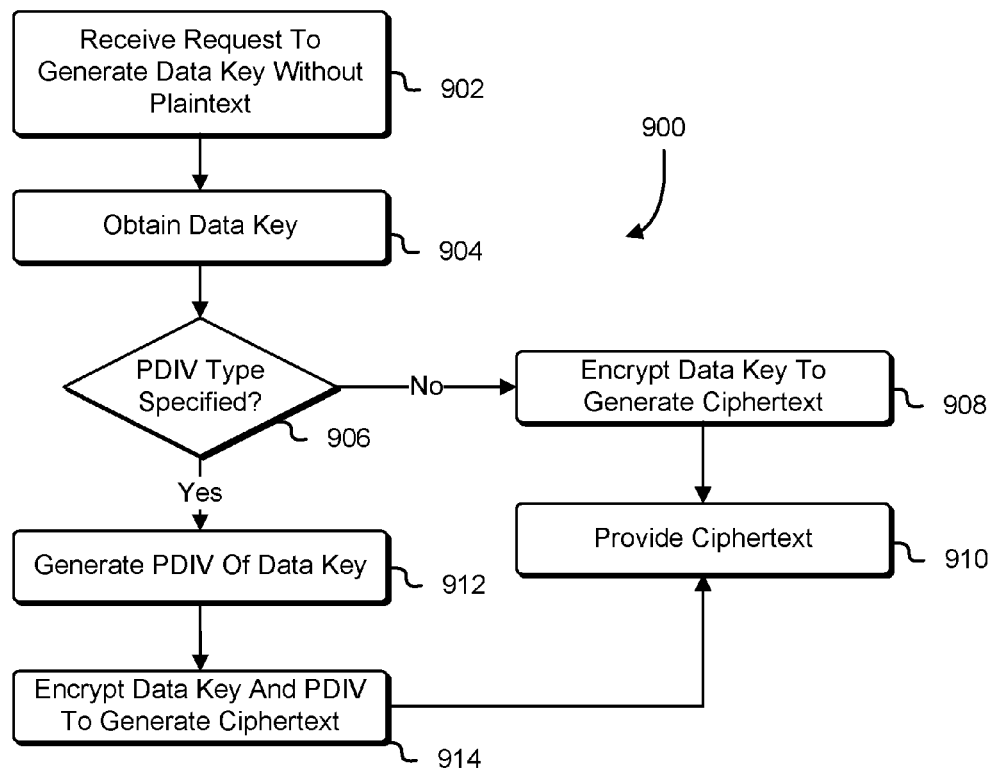 Receive Request To
Generate Data Key Without
Plaintext
902
900
Obtain Data Key
904
PDIV Type
Specified?
906
No
Encrypt Data Key To
Generate Ciphertext
908
Yes
Provide Ciphertext
910
Generate PDIV Of Data Key
912
Encrypt Data Key And PDIV
To Generate Ciphertext
914